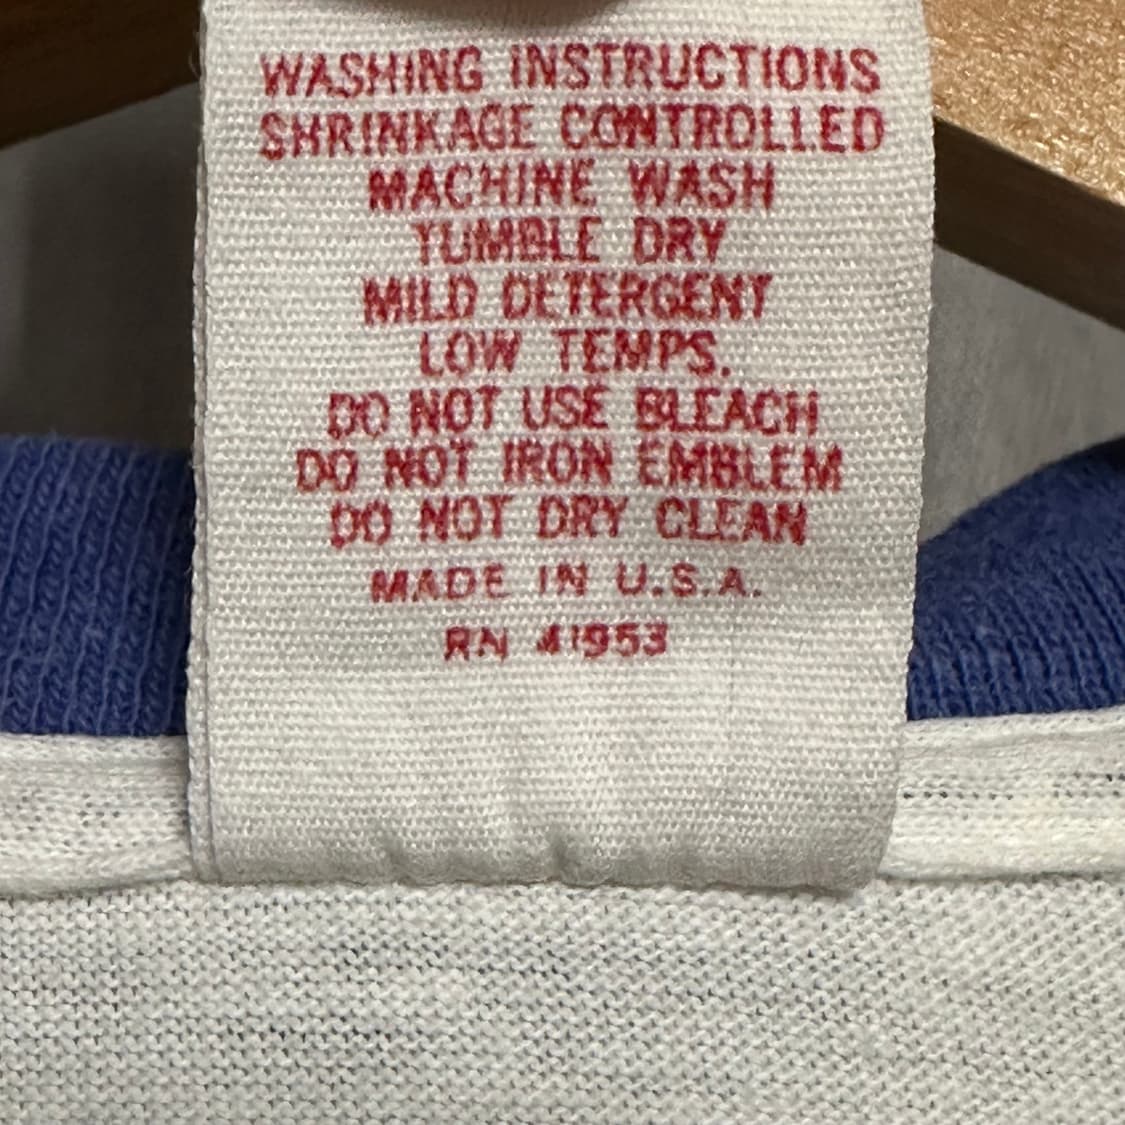 WASHING INSTRUCTIONS
SHRINKAGE CONTROLLED
MACHINE WASH
TUMBLE DRY
MILD DETERGENT
LOW TEMPS.
DO NOT USE BLEACH
DO NOT IRON EMBLEM
DO NOT DRY CLEAN
MADE IN U.S.A.
RN 41953